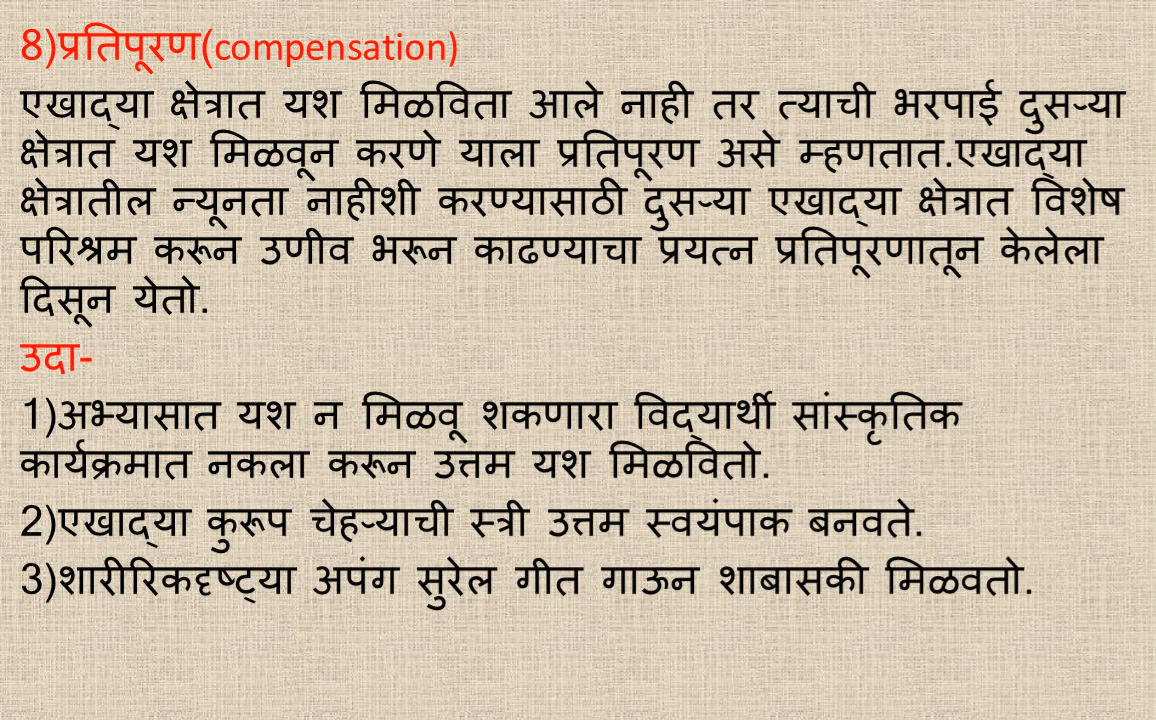 8)प्रतिपूरण(compensation)
एखाद्या क्षेत्रात यश मिळविता आले नाही तर त्याची भरपाई दुसऱ्या
क्षेत्रात यश मिळवून करणे याला प्रतिपूरण असे म्हणतात.एखाद्या
क्षेत्रातील न्यूनता नाहीशी करण्यासाठी दुसऱ्या एखाद्या क्षेत्रात विशेष
परिश्रम करून उणीव भरून काढण्याचा प्रयत्न प्रतिपूरणातून केलेला
दिसून येतो.
उदा-
1)अभ्यासात यश न मिळवू शकणारा विद्यार्थी सांस्कृतिक
कार्यक्रमात नकला करून उत्तम यश मिळवितो.
2)एखाद्या कुरूप चेहऱ्याची स्त्री उत्तम स्वयंपाक बनवते.
3)शारीरिकदृष्ट्या अपंग सुरेल गीत गाऊन शाबासकी मिळवतो.